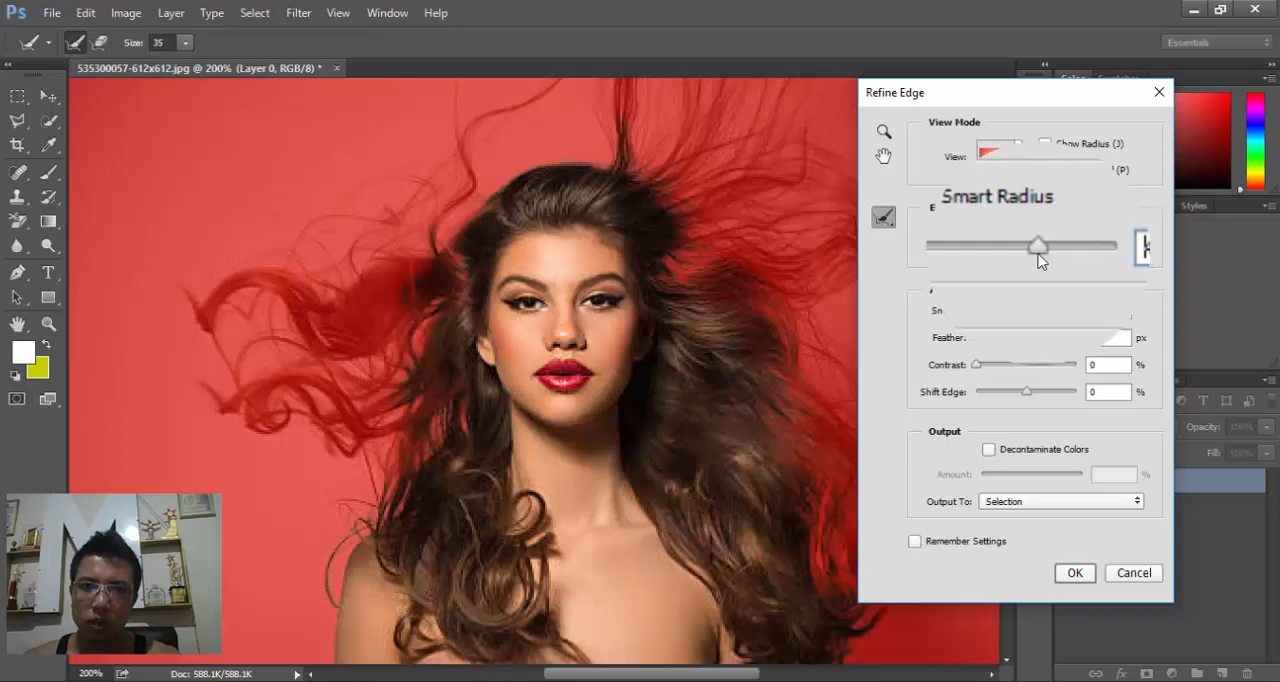 Ps File Edit Image Layer Type Select Filter View Window Help
Size: 35 Essentials
535300057-612x612.jpg @ 200% (Layer 0, RGB/8) * ×
Refine Edge
Color Swatches
View Mode
Show Radius (J)
View:
(P)
Smart Radius
Styles
Sn
Feather: px
Contrast: 0 %
Shift Edge: 0 %
Opacity: 100%
Output
Fill: 100%
Decontaminate Colors
Amount: %
Output To: Selection
Remember Settings
OK Cancel
200% Doc: 588.1K/588.1K